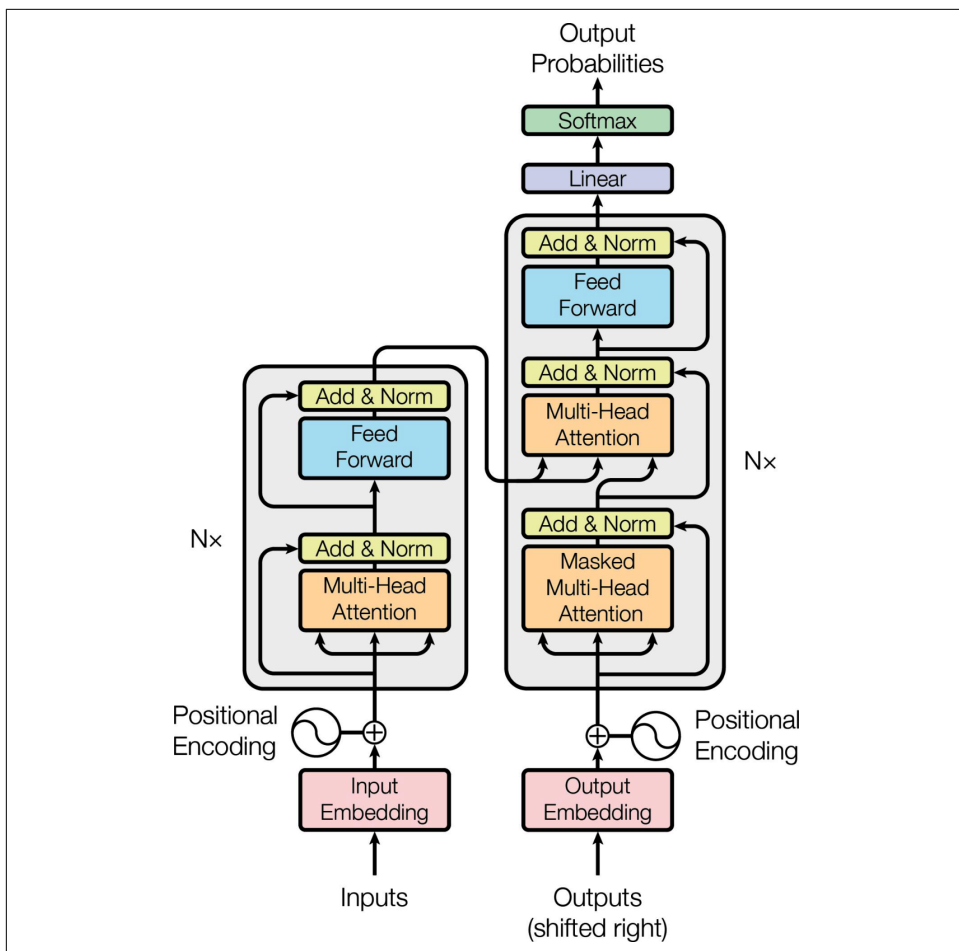 Output
Probabilities
Softmax
Linear
Add & Norm
Feed
Forward
Add & Norm
Multi-Head
Attention
Nx
Add & Norm
Masked
Multi-Head
Attention
Add & Norm
Feed
Forward
Nx
Add & Norm
Multi-Head
Attention
Positional
Encoding
Positional
Encoding
Input
Embedding
Output
Embedding
Inputs
Outputs
(shifted right)